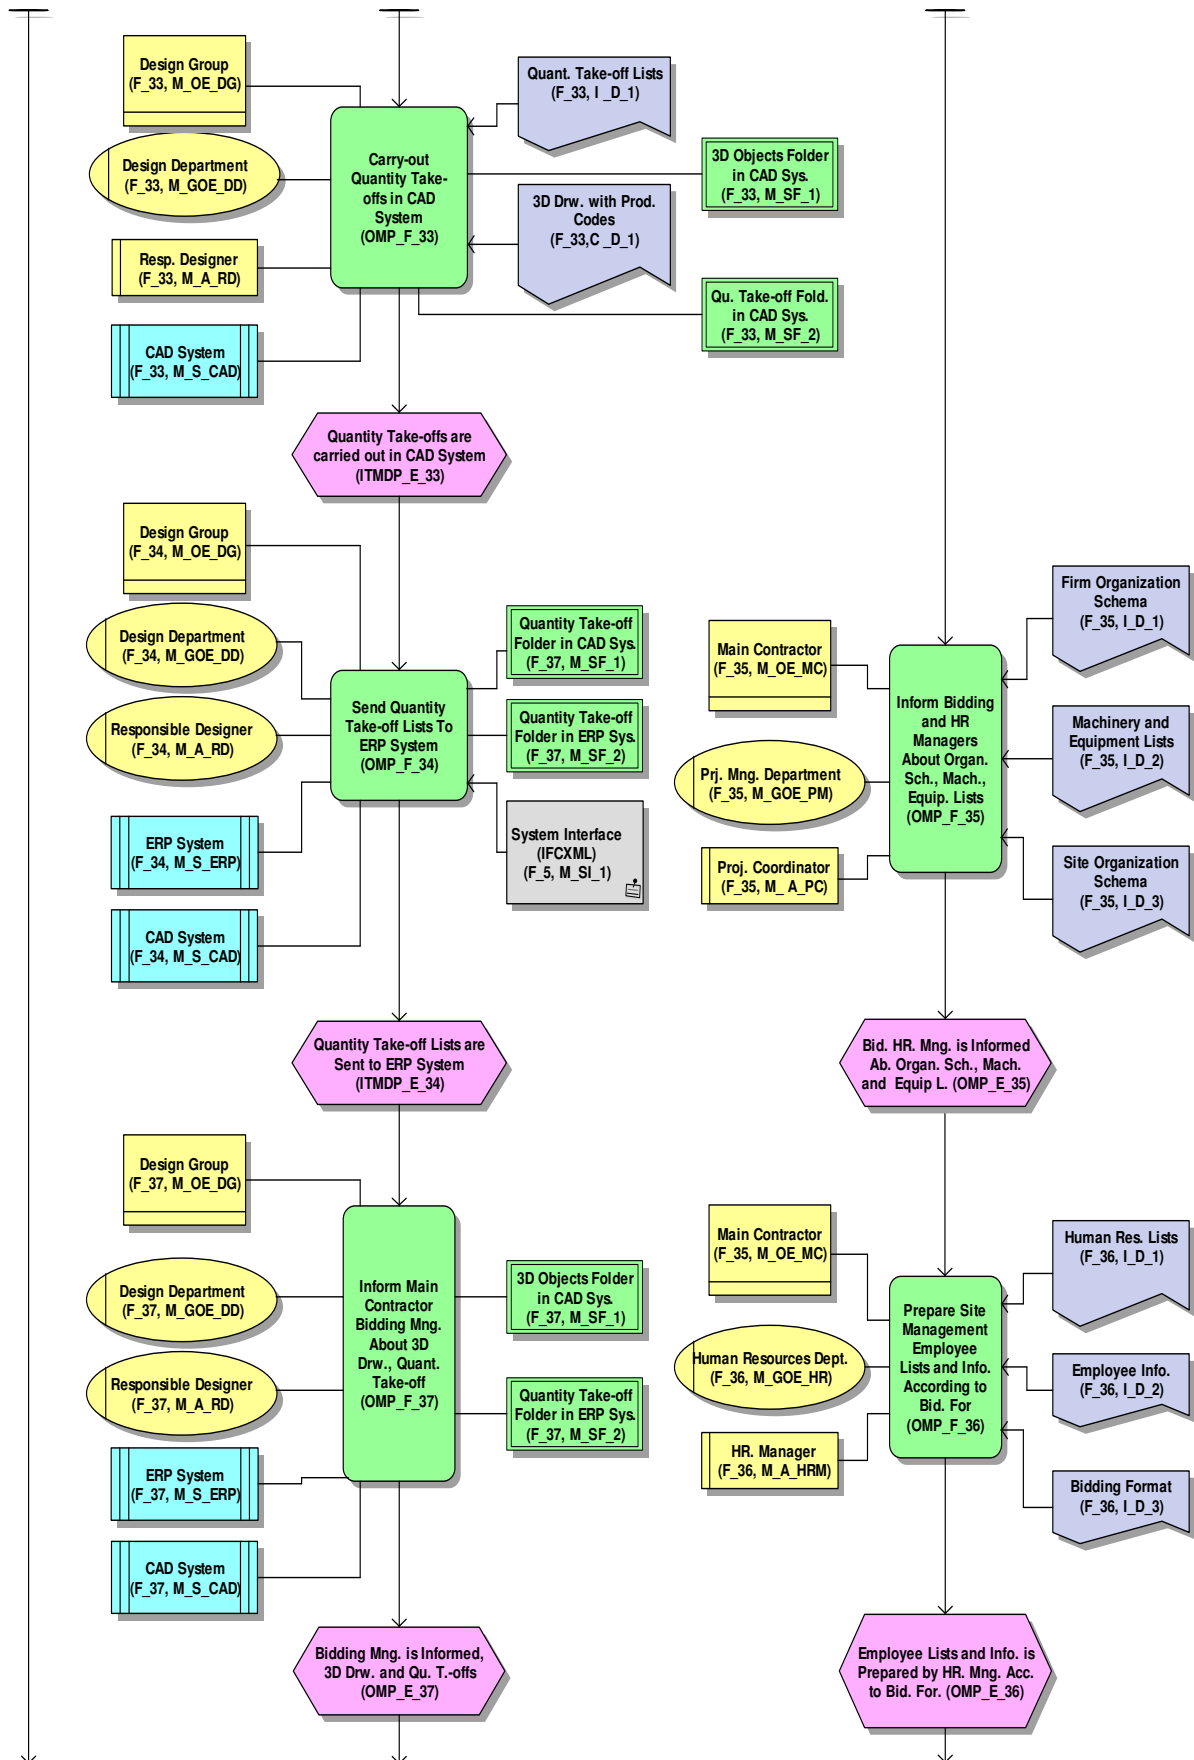 Design Group
(F_33, M_OE_DG)
Design Department
(F_33, M_GOE_DD)
Resp. Designer
(F_33, M_A_RD)
CAD System
(F_33, M_S_CAD)
Carry-out
Quantity Take-
offs in CAD
System
(OMP_F_33)
Quant. Take-off Lists
(F_33, I _D_1)
3D Drw. with Prod.
Codes
(F_33,C _D_1)
3D Objects Folder
in CAD Sys.
(F_33, M_SF_1)
Qu. Take-off Fold.
in CAD Sys.
(F_33, M_SF_2)
Quantity Take-offs are
carried out in CAD System
(ITMDP_E_33)
Design Group
(F_34, M_OE_DG)
Design Department
(F_34, M_GOE_DD)
Responsible Designer
(F_34, M_A_RD)
ERP System
(F_34, M_S_ERP)
CAD System
(F_34, M_S_CAD)
Send Quantity
Take-off Lists To
ERP System
(OMP_F_34)
Quantity Take-off
Folder in CAD Sys.
(F_37, M_SF_1)
Quantity Take-off
Folder in ERP Sys.
(F_37, M_SF_2)
System Interface
(IFCXML)
(F_5, M_SI_1)
Main Contractor
(F_35, M_OE_MC)
Prj. Mng. Department
(F_35, M_GOE_PM)
Proj. Coordinator
(F_35, M_ A_PC)
Inform Bidding
and HR
Managers
About Organ.
Sch., Mach.,
Equip. Lists
(OMP_F_35)
Firm Organization
Schema
(F_35, I_D_1)
Machinery and
Equipment Lists
(F_35, I_D_2)
Site Organization
Schema
(F_35, I_D_3)
Quantity Take-off Lists are
Sent to ERP System
(ITMDP_E_34)
Bid. HR. Mng. is Informed
Ab. Organ. Sch., Mach.
and  Equip L. (OMP_E_35)
Design Group
(F_37, M_OE_DG)
Design Department
(F_37, M_GOE_DD)
Responsible Designer
(F_37, M_A_RD)
ERP System
(F_37, M_S_ERP)
CAD System
(F_37, M_S_CAD)
Inform Main
Contractor
Bidding Mng.
About 3D
Drw., Quant.
Take-off
(OMP_F_37)
3D Objects Folder
in CAD Sys.
(F_37, M_SF_1)
Quantity Take-off
Folder in ERP Sys.
(F_37, M_SF_2)
Main Contractor
(F_35, M_OE_MC)
Human Resources Dept.
(F_36, M_GOE_HR)
HR. Manager
(F_36, M_A_HRM)
Prepare Site
Management
Employee
Lists and Info.
According to
Bid. For
(OMP_F_36)
Human Res. Lists
(F_36, I_D_1)
Employee Info.
(F_36, I_D_2)
Bidding Format
(F_36, I_D_3)
Bidding Mng. is Informed,
3D Drw. and Qu. T.-offs
(OMP_E_37)
Employee Lists and Info. is
Prepared by HR. Mng. Acc.
to Bid. For. (OMP_E_36)